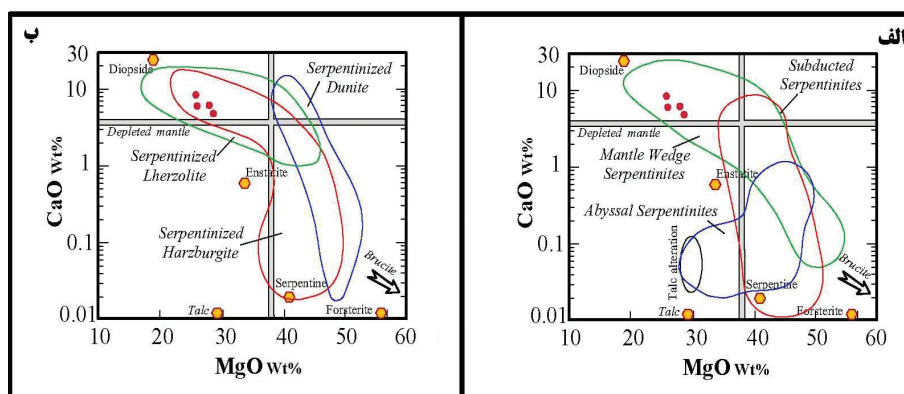 ب
30
10
1
0.1
0.01
CaO Wt%
10 20 30 40 50 60
MgO Wt%
Diopside
Serpentinized
Dunite
Depleted mantle
Serpentinized
Lherzolite
Enstatite
Serpentinized
Harzburgite
Brucite
Serpentine
Talc
Forsterite
الف
30
10
1
0.1
0.01
CaO Wt%
10 20 30 40 50 60
MgO Wt%
Diopside
Subducted
Serpentinites
Depleted mantle
Mantle Wedge
Serpentinites
Enstatite
Abyssal Serpentinites
Talc alteration
Brucite
Serpentine
Talc
Forsterite